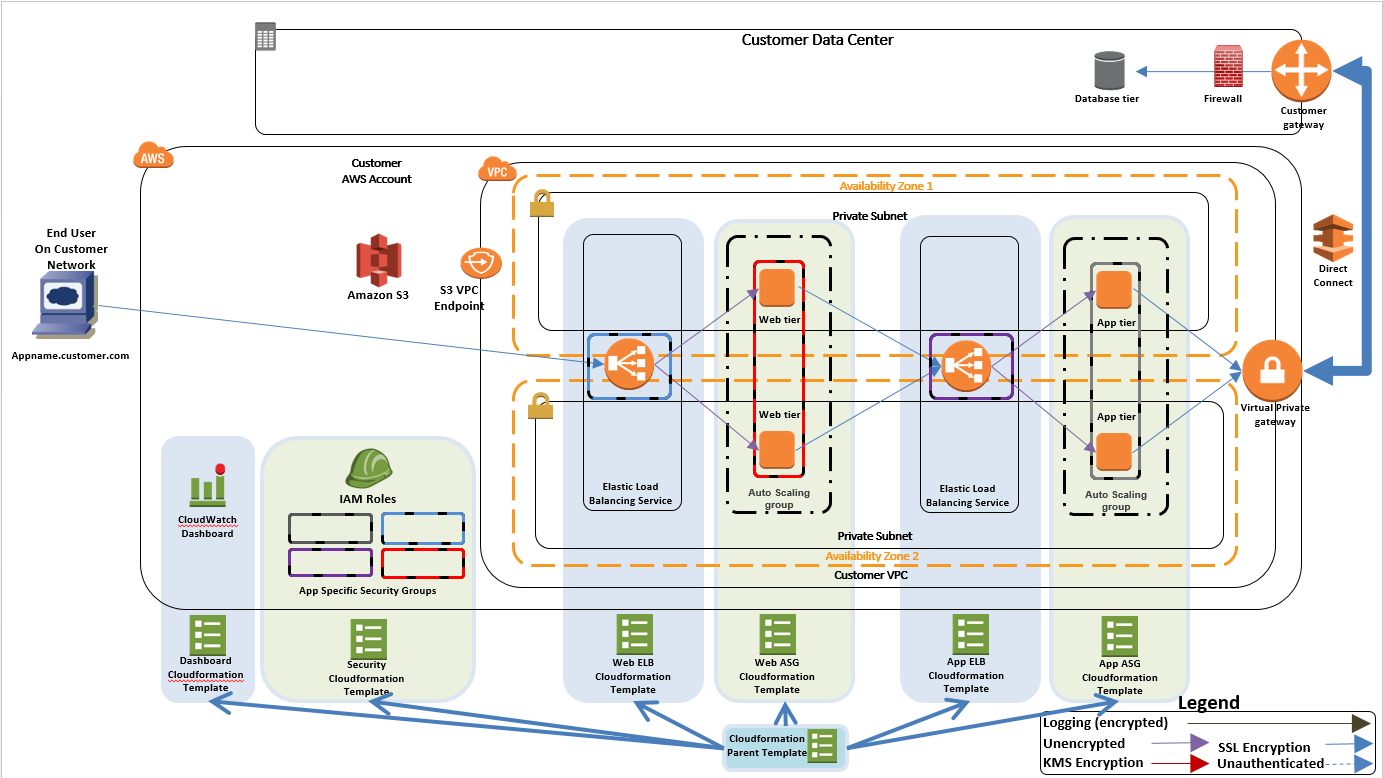 Customer Data Center
Database tier
Firewall
Customer
gateway
AWS
Customer
AWS Account
VPC
Availability Zone 1
Private Subnet
End User
On Customer
Network
Appname.customer.com
Amazon S3
S3 VPC
Endpoint
Web tier
App tier
Direct
Connect
Web tier
App tier
Virtual Private
gateway
Elastic Load
Balancing Service
Auto Scaling
group
Elastic Load
Balancing Service
Auto Scaling
group
Private Subnet
Availability Zone 2
Customer VPC
CloudWatch
Dashboard
IAM Roles
App Specific Security Groups
Dashboard
Cloudformation
Template
Security
Cloudformation
Template
Web ELB
Cloudformation
Template
Web ASG
Cloudformation
Template
App ELB
Cloudformation
Template
App ASG
Cloudformation
Template
Cloudformation
Parent Template
Legend
Logging (encrypted)
Unencrypted
SSL Encryption
KMS Encryption
Unauthenticated